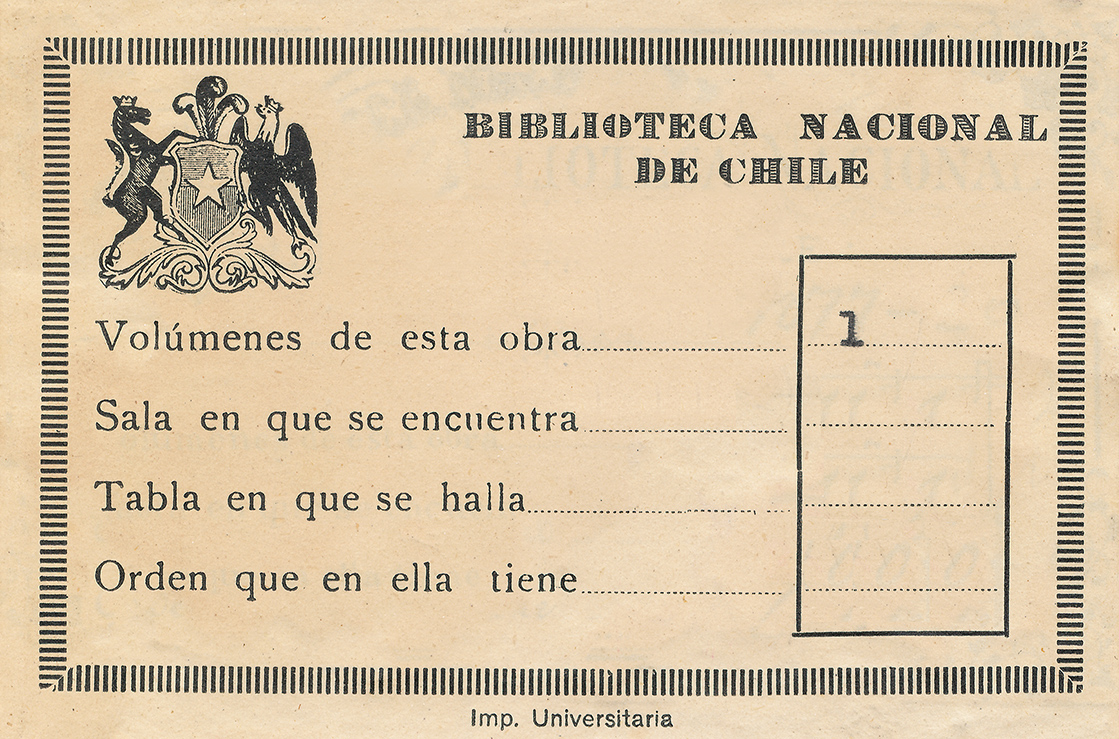 BIBLIOTECA NACIONAL
DE CHILE
Volúmenes de esta obra 1
Sala en que se encuentra
Tabla en que se halla
Orden que en ella tiene
Imp. Universitaria